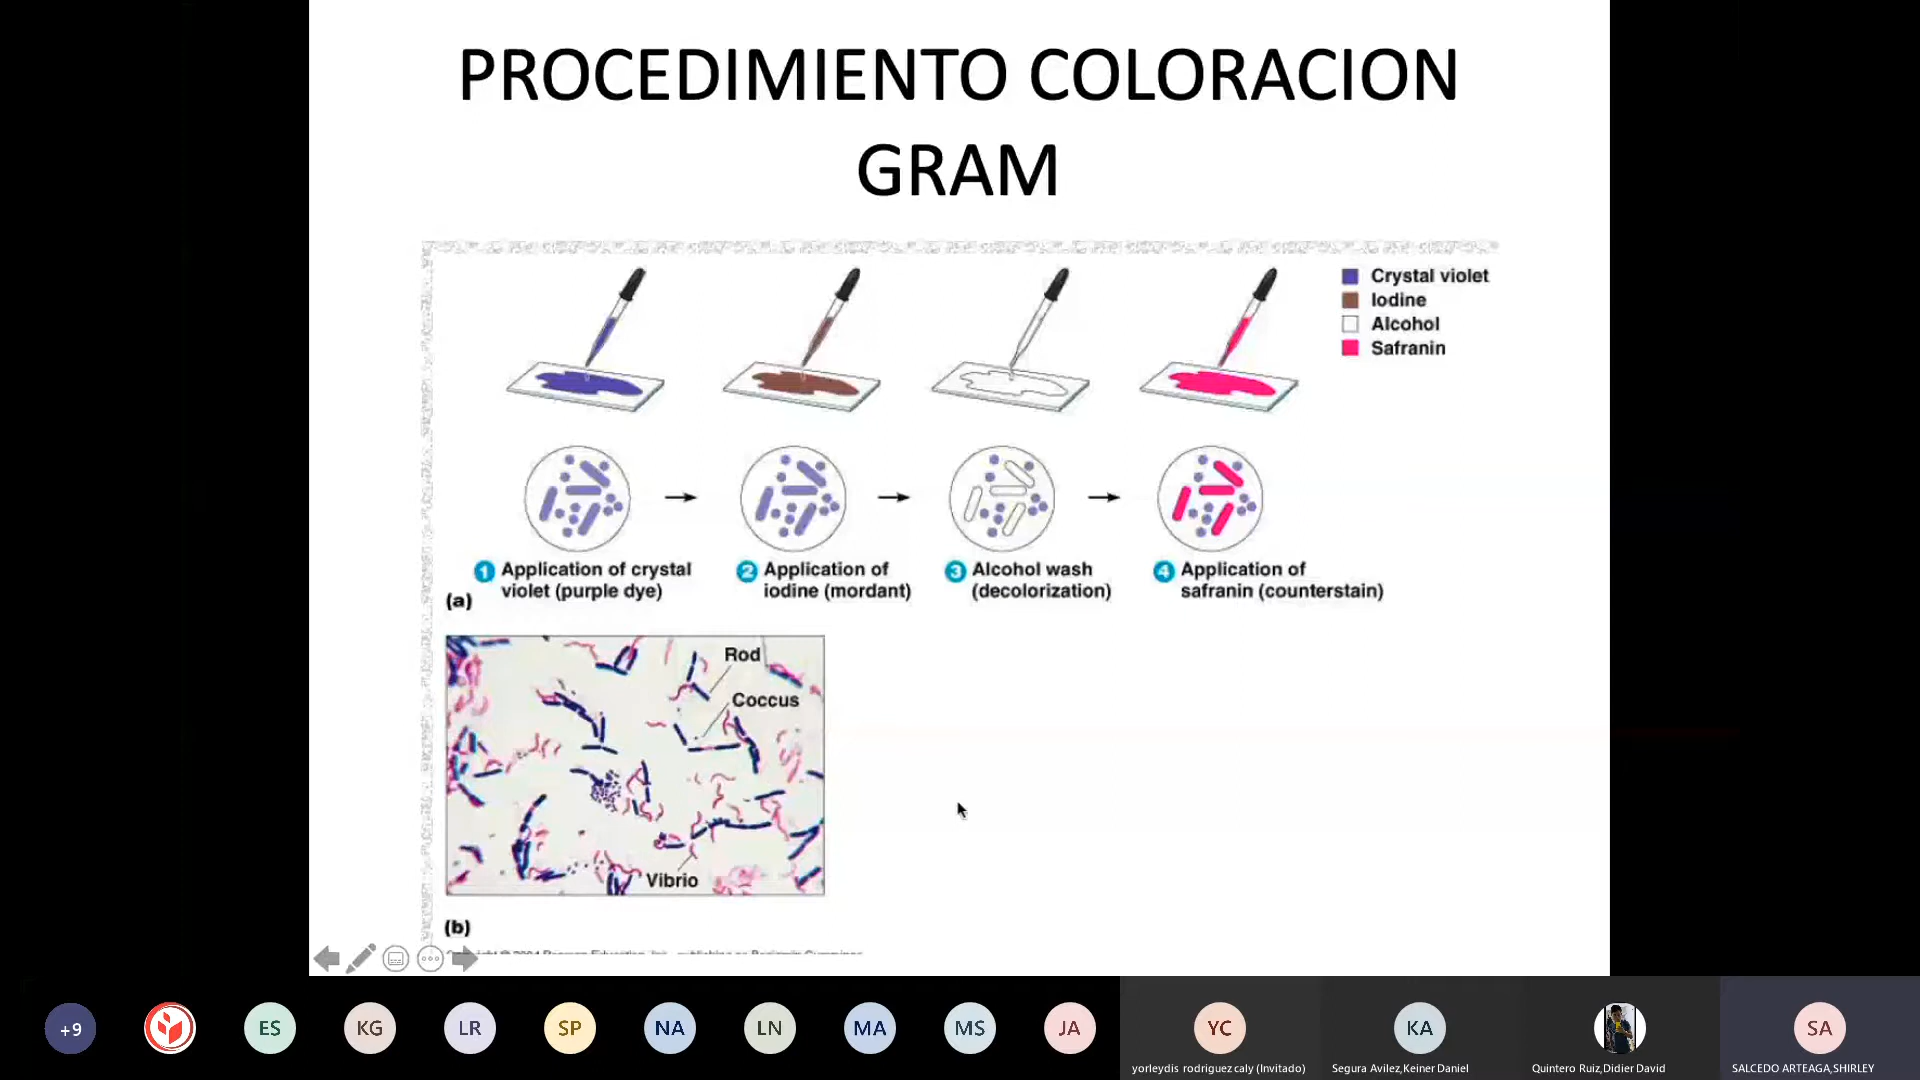 PROCEDIMIENTO COLORACION
GRAM
Crystal violet
Iodine
Alcohol
Safranin
1 Application of crystal
violet (purple dye)
2 Application of
iodine (mordant)
3 Alcohol wash
(decolorization)
4 Application of
safranin (counterstain)
(a)
Rod
Coccus
Vibrio
(b)
+9
ES
KG
LR
SP
NA
LN
MA
MS
JA
YC
KA
SA
yorleydis rodriguez caly (Invitado)
Segura Avilez,Keiner Daniel
Quintero Ruiz,Didier David
SALCEDO ARTEAGA,SHIRLEY